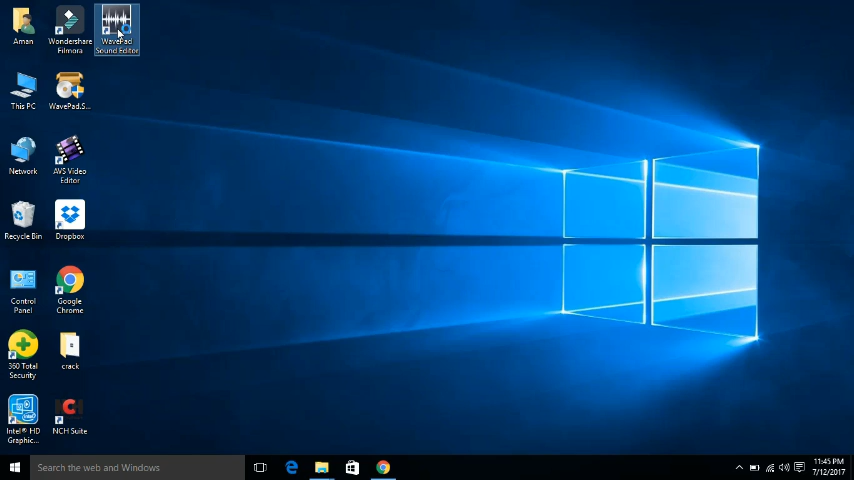 Aman
Wondershare
Filmora
WavePad
Sound Editor
This PC
WavePad.S...
Network
AVS Video
Editor
Recycle Bin
Dropbox
Control
Panel
Google
Chrome
360 Total
Security
crack
Intel® HD
Graphic...
NCH
NCH Suite
Search the web and Windows
11:45 PM
7/12/2017